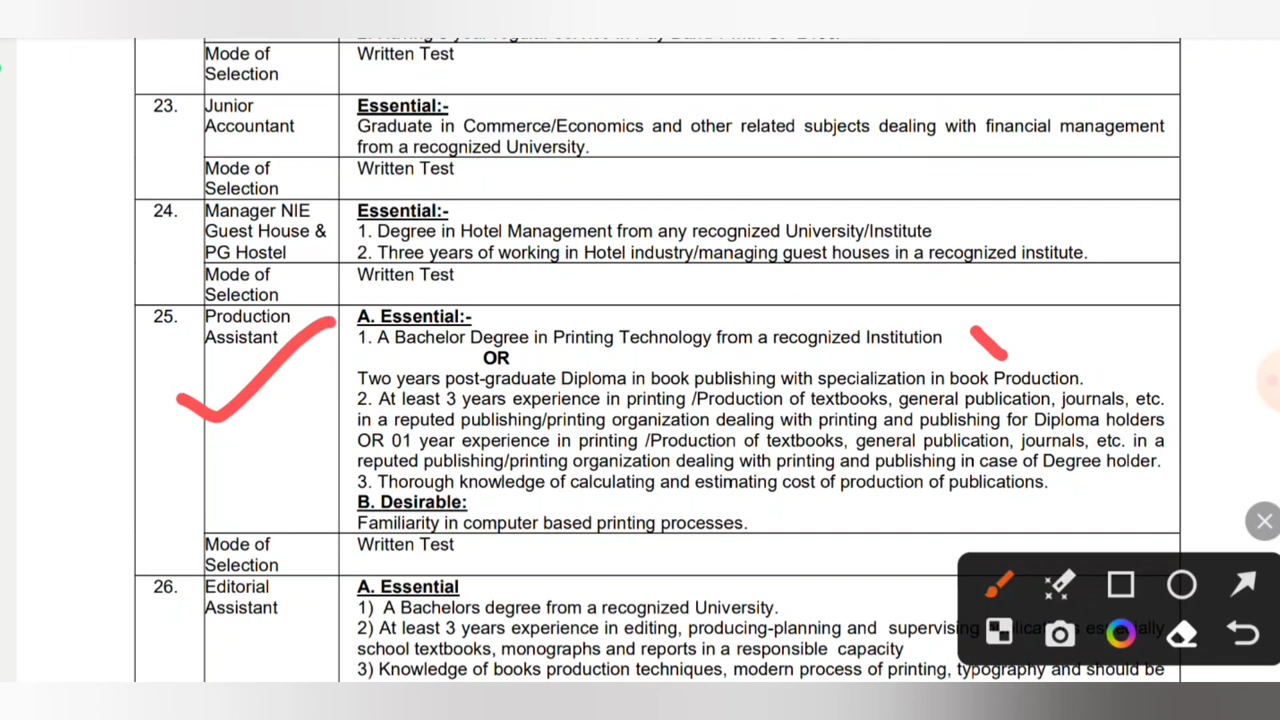 Mode of Selection
Written Test
23.
Junior Accountant
Essential:-
Graduate in Commerce/Economics and other related subjects dealing with financial management
from a recognized University.
Mode of Selection
Written Test
24.
Manager NIE Guest House & PG Hostel
Essential:-
1. Degree in Hotel Management from any recognized University/Institute
2. Three years of working in Hotel industry/managing guest houses in a recognized institute.
Mode of Selection
Written Test
25.
Production Assistant
A. Essential:-
1. A Bachelor Degree in Printing Technology from a recognized Institution
OR
Two years post-graduate Diploma in book publishing with specialization in book Production.
2. At least 3 years experience in printing /Production of textbooks, general publication, journals, etc.
in a reputed publishing/printing organization dealing with printing and publishing for Diploma holders
OR 01 year experience in printing /Production of textbooks, general publication, journals, etc. in a
reputed publishing/printing organization dealing with printing and publishing in case of Degree holder.
3. Thorough knowledge of calculating and estimating cost of production of publications.
B. Desirable:
Familiarity in computer based printing processes.
Mode of Selection
Written Test
26.
Editorial Assistant
A. Essential
1) A Bachelors degree from a recognized University.
2) At least 3 years experience in editing, producing-planning and supervising
school textbooks, monographs and reports in a responsible capacity
3) Knowledge of books production techniques, modern process of printing, typography and should be